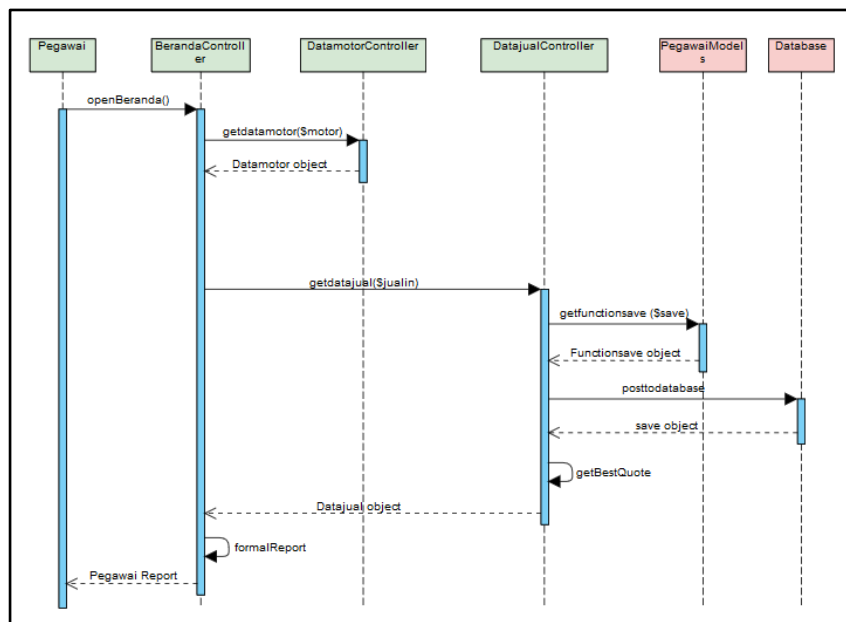 Pegawai
BerandaControll
er
DatamotorController
DatajualController
PegawaiModel
s
Database
openBeranda()
getdatamotor($motor)
Datamotor object
getdatajual($jualin)
getfunctionsave ($save)
Functionsave object
posttodatabase
save object
getBestQuote
Datajual object
formalReport
Pegawai Report